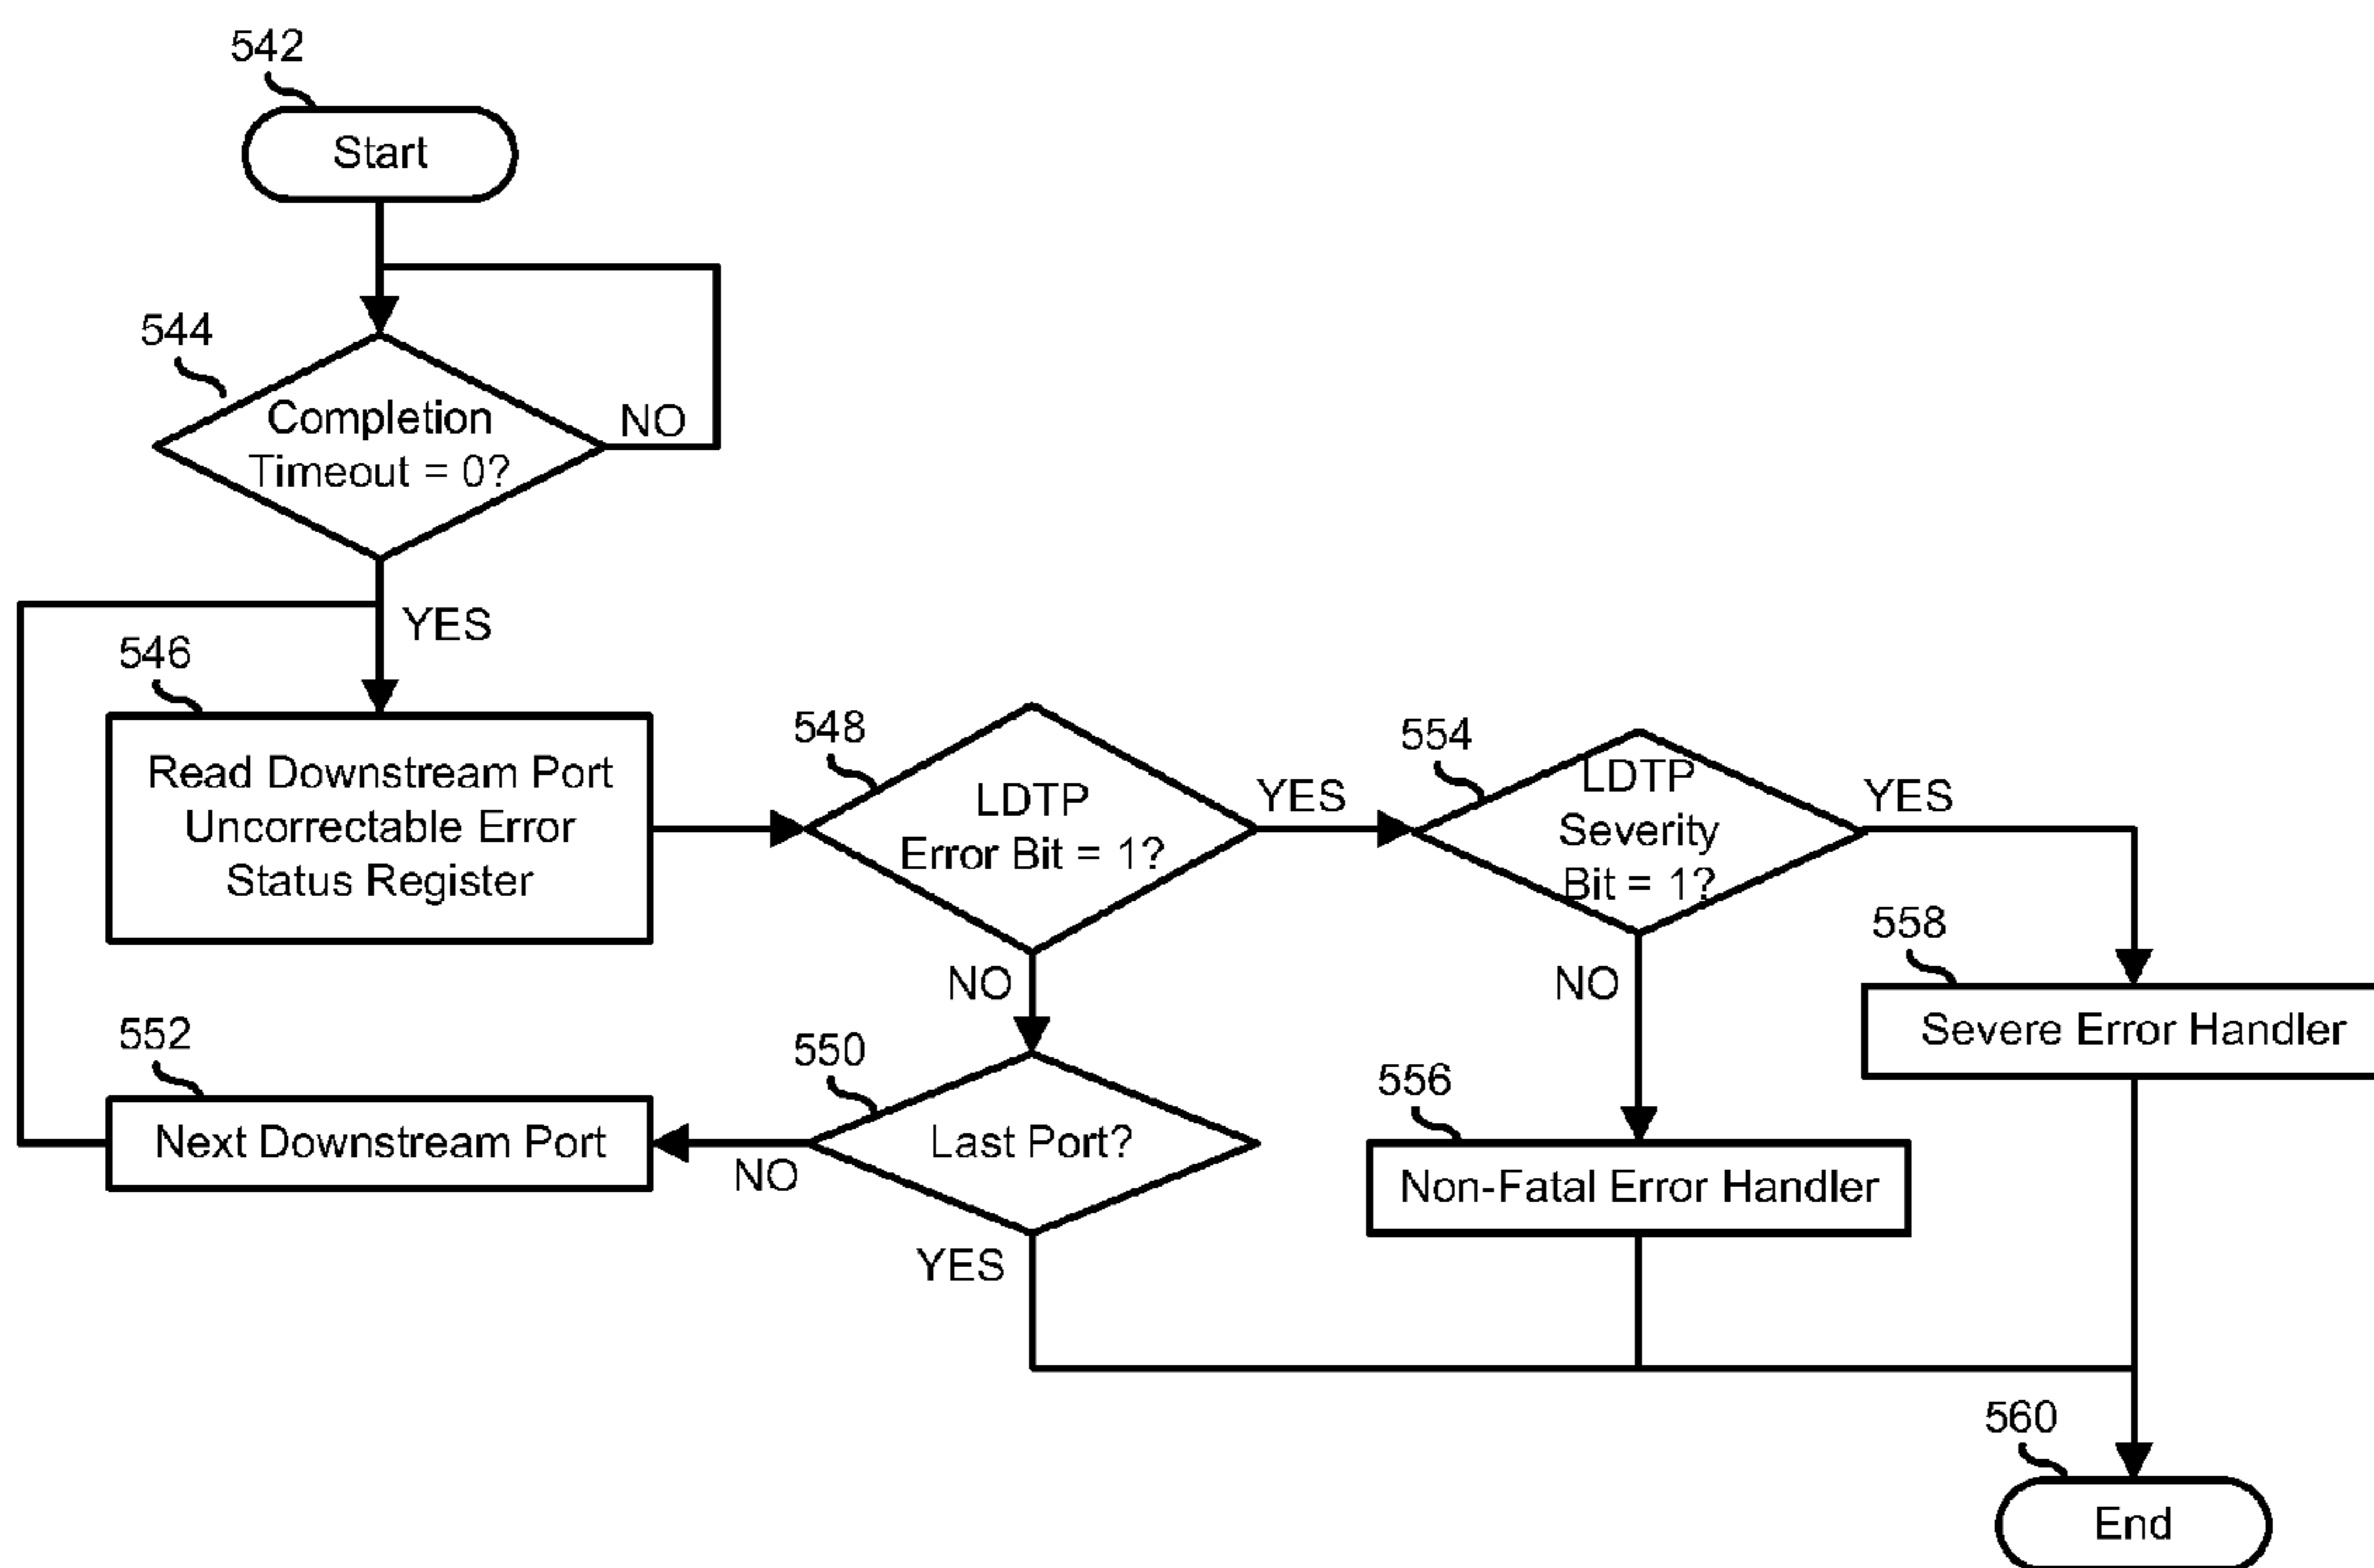 542
Start
544
Completion
Timeout = 0?
NO
YES
546
Read Downstream Port
Uncorrectable Error
Status Register
548
LDTP
Error Bit = 1?
YES
NO
554
LDTP
Severity
Bit = 1?
YES
NO
558
Severe Error Handler
552
Next Downstream Port
550
Last Port?
NO
YES
556
Non-Fatal Error Handler
560
End